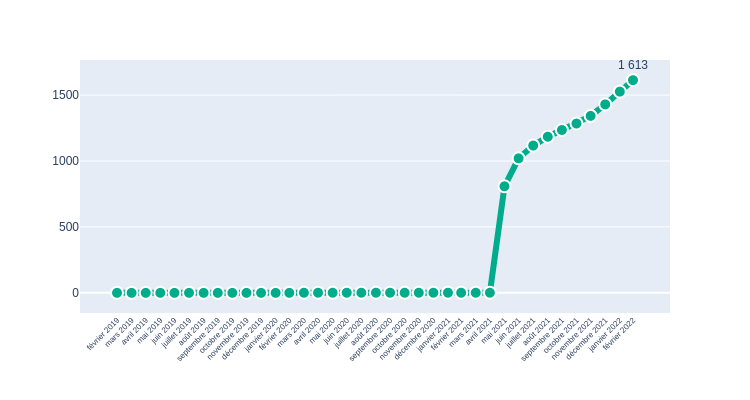 1 613
1500
1000
500
0
février 2019
mars 2019
avril 2019
mai 2019
juin 2019
juillet 2019
août 2019
septembre 2019
octobre 2019
novembre 2019
décembre 2019
janvier 2020
février 2020
mars 2020
avril 2020
mai 2020
juin 2020
juillet 2020
août 2020
septembre 2020
octobre 2020
novembre 2020
décembre 2020
janvier 2021
février 2021
mars 2021
avril 2021
mai 2021
juin 2021
juillet 2021
août 2021
septembre 2021
octobre 2021
novembre 2021
décembre 2021
janvier 2022
février 2022